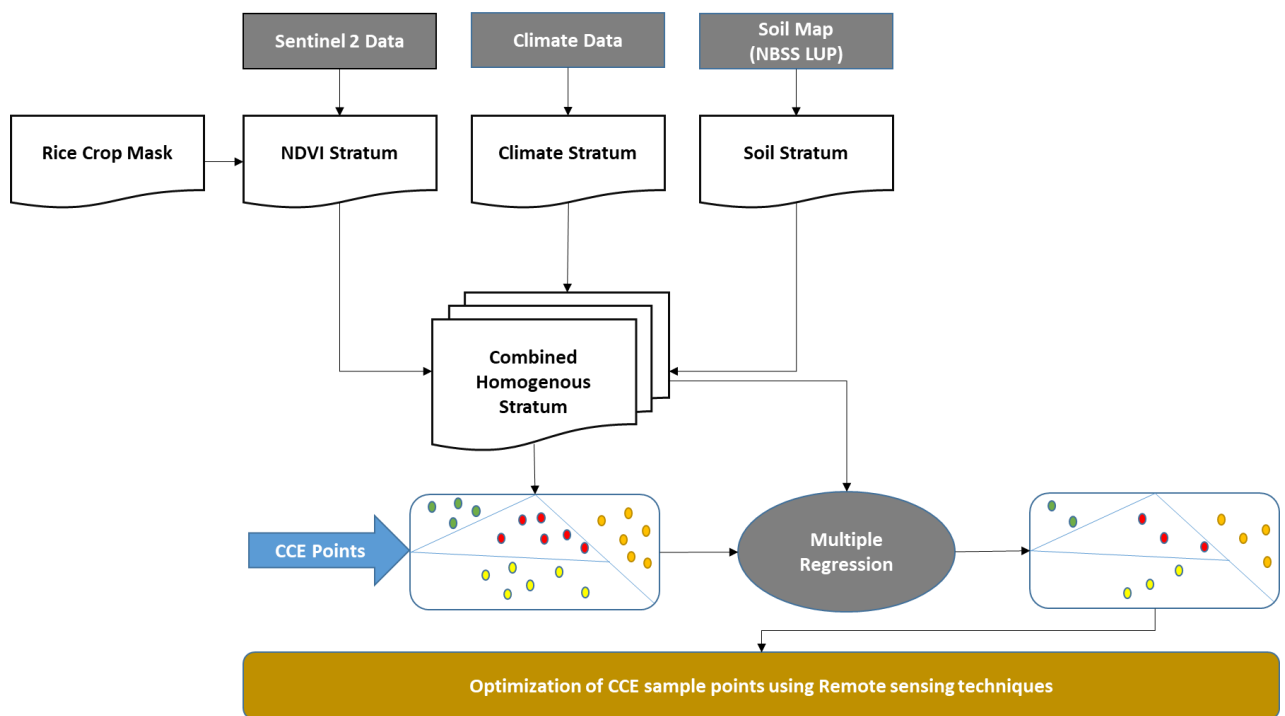 Sentinel 2 Data
Climate Data
Soil Map
(NBSS LUP)
Rice Crop Mask
NDVI Stratum
Climate Stratum
Soil Stratum
Combined
Homogenous
Stratum
CCE Points
Multiple
Regression
Optimization of CCE sample points using Remote sensing techniques